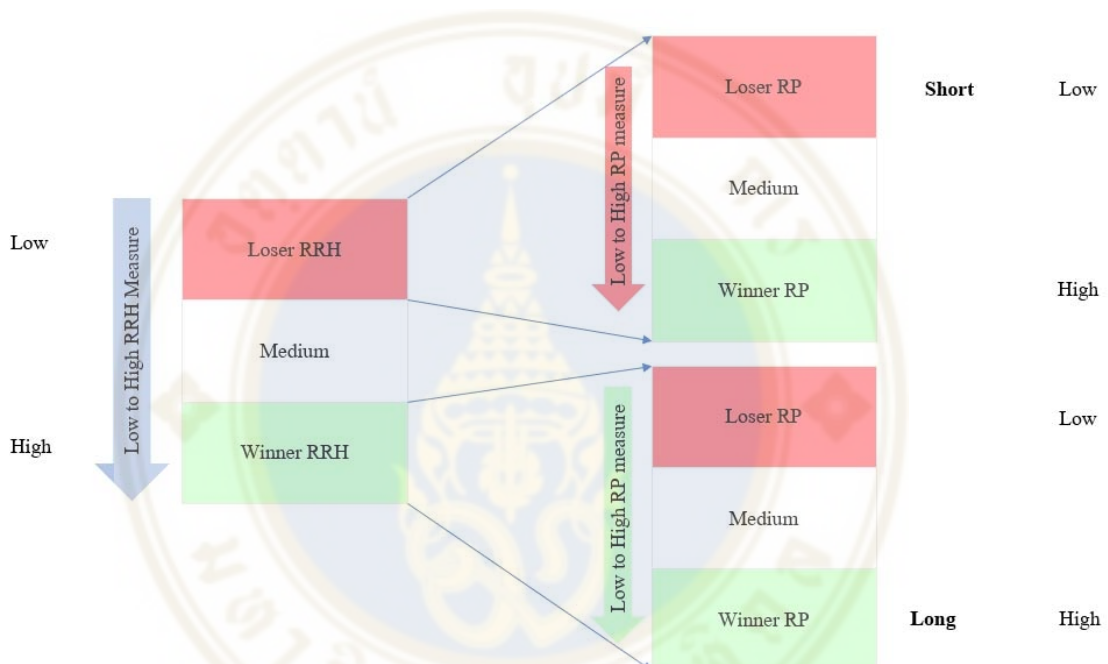 Low
High
Low to High RRH Measure
Loser RRH
Medium
Winner RRH
Low to High RP measure
Loser RP
Medium
Winner RP
Short
Low
High
Low to High RP measure
Loser RP
Medium
Winner RP
Low
Long
High